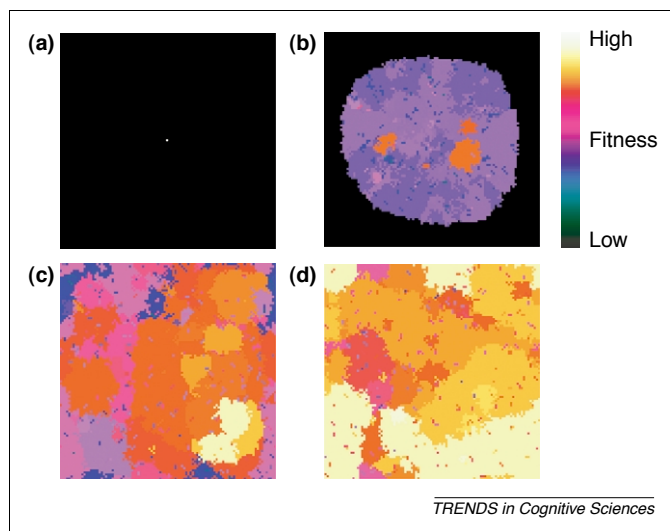 (a)
(b)
High
Fitness
Low
(c)
(d)
TRENDS in Cognitive Sciences